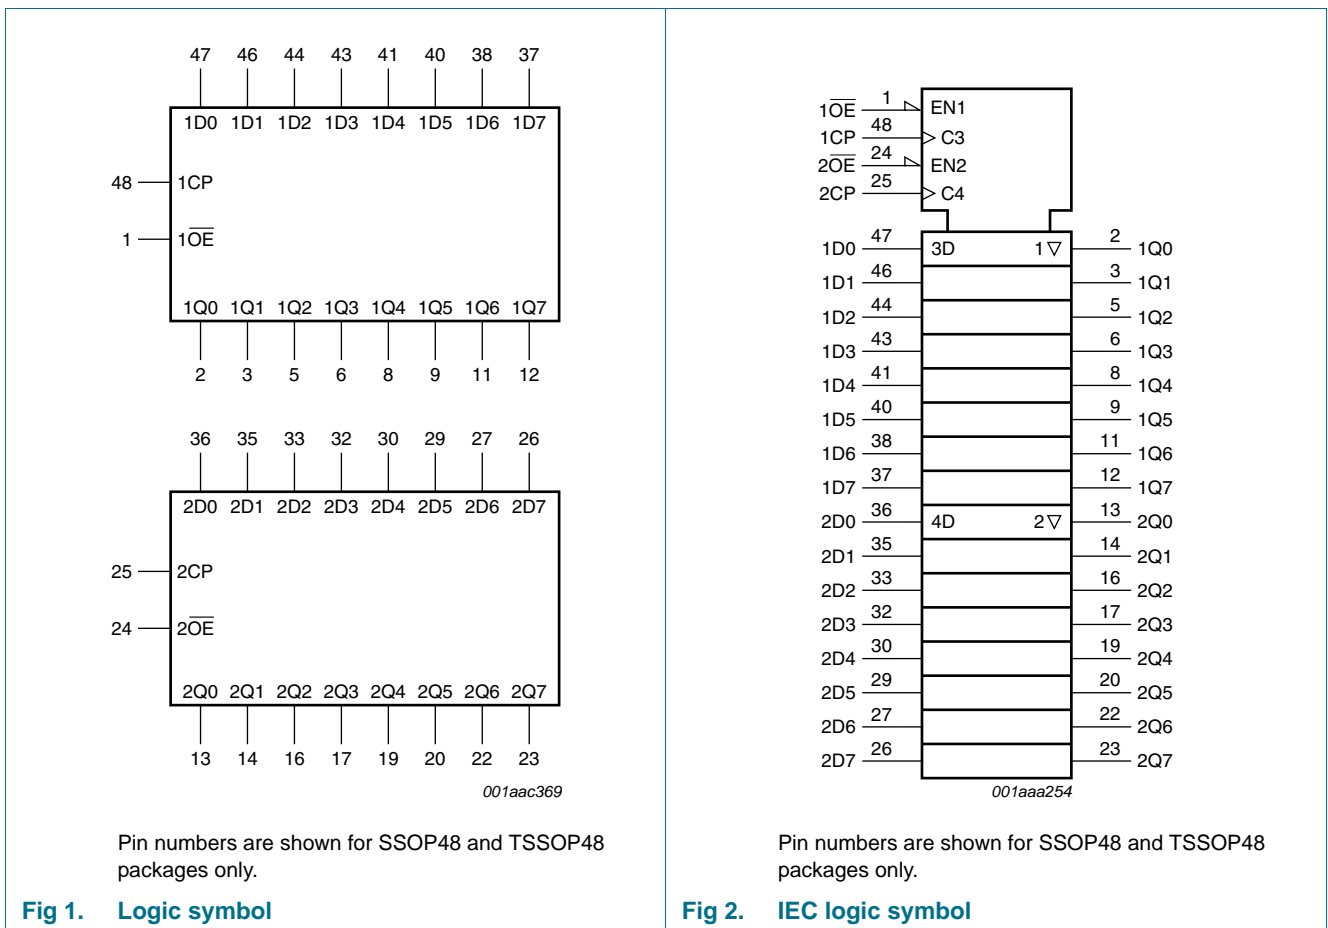 47 46 44 43 41 40 38 37
1D0 1D1 1D2 1D3 1D4 1D5 1D6 1D7
48 1CP
1 1O̅E̅
1Q0 1Q1 1Q2 1Q3 1Q4 1Q5 1Q6 1Q7
2 3 5 6 8 9 11 12
36 35 33 32 30 29 27 26
2D0 2D1 2D2 2D3 2D4 2D5 2D6 2D7
25 2CP
24 2O̅E̅
2Q0 2Q1 2Q2 2Q3 2Q4 2Q5 2Q6 2Q7
13 14 16 17 19 20 22 23
001aac369
Pin numbers are shown for SSOP48 and TSSOP48
packages only.
Fig 1. Logic symbol
1O̅E̅ 1 EN1
1CP 48 C3
2O̅E̅ 24 EN2
2CP 25 C4
1D0 47 3D 1 ▽ 2 1Q0
1D1 46 3 1Q1
1D2 44 5 1Q2
1D3 43 6 1Q3
1D4 41 8 1Q4
1D5 40 9 1Q5
1D6 38 11 1Q6
1D7 37 12 1Q7
2D0 36 4D 2 ▽ 13 2Q0
2D1 35 14 2Q1
2D2 33 16 2Q2
2D3 32 17 2Q3
2D4 30 19 2Q4
2D5 29 20 2Q5
2D6 27 22 2Q6
2D7 26 23 2Q7
001aaa254
Pin numbers are shown for SSOP48 and TSSOP48
packages only.
Fig 2. IEC logic symbol